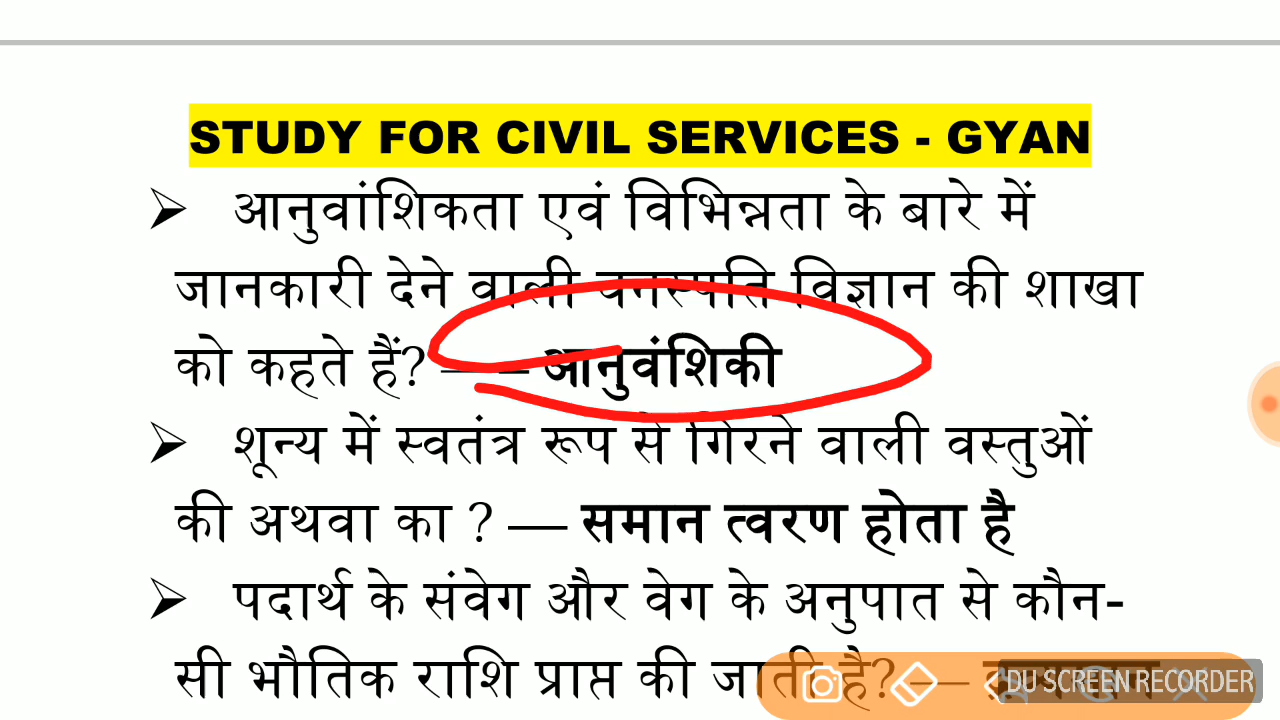 STUDY FOR CIVIL SERVICES - GYAN
➢ आनुवांशिकता एवं विभिन्नता के बारे में
जानकारी देने वाली वनस्पति विज्ञान की शाखा
को कहते हैं? —— आनुवंशिकी
➢ शून्य में स्वतंत्र रूप से गिरने वाली वस्तुओं
की अथवा का ? — समान त्वरण होता है
➢ पदार्थ के संवेग और वेग के अनुपात से कौन-
सी भौतिक राशि प्राप्त की जाती है? —
DU SCREEN RECORDER